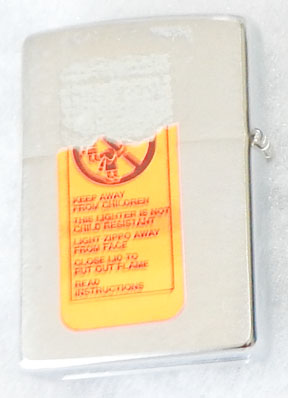 KEEP AWAY
FROM CHILDREN
THIS LIGHTER IS NOT
CHILD RESISTANT
LIGHT ZIPPO AWAY
FROM FACE
CLOSE LID TO
PUT OUT FLAME
READ
INSTRUCTIONS